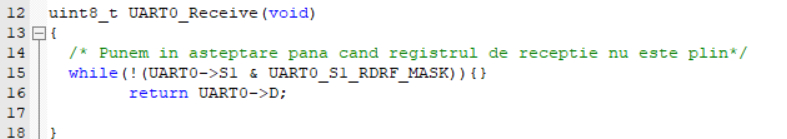 12 uint8_t UART0_Receive(void)
13 {
14 /* Punem in asteptare pana cand registrul de receptie nu este plin*/
15 while(!(UART0->S1 & UART0_S1_RDRF_MASK)){}
16 return UART0->D;
17
18 }